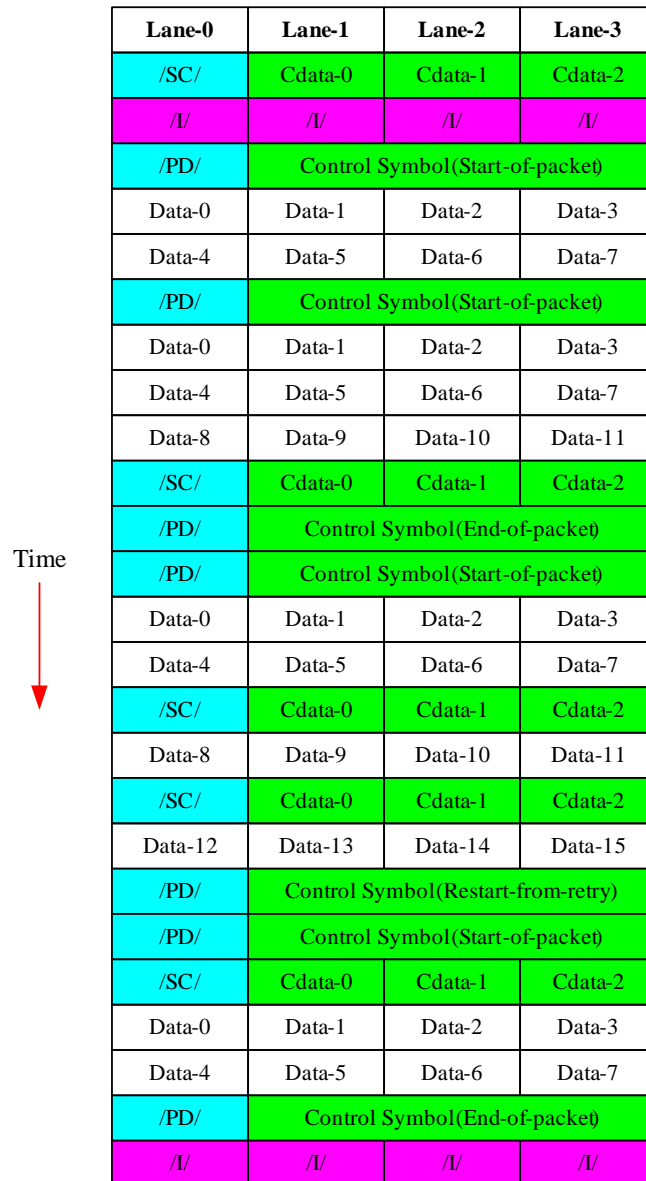 Lane-0 Lane-1 Lane-2 Lane-3
/SC/ Cdata-0 Cdata-1 Cdata-2
/I/ /I/ /I/ /I/
/PD/ Control Symbol(Start-of-packet)
Data-0 Data-1 Data-2 Data-3
Data-4 Data-5 Data-6 Data-7
/PD/ Control Symbol(Start-of-packet)
Data-0 Data-1 Data-2 Data-3
Data-4 Data-5 Data-6 Data-7
Data-8 Data-9 Data-10 Data-11
/SC/ Cdata-0 Cdata-1 Cdata-2
/PD/ Control Symbol(End-of-packet)
Time
/PD/ Control Symbol(Start-of-packet)
Data-0 Data-1 Data-2 Data-3
Data-4 Data-5 Data-6 Data-7
/SC/ Cdata-0 Cdata-1 Cdata-2
Data-8 Data-9 Data-10 Data-11
/SC/ Cdata-0 Cdata-1 Cdata-2
Data-12 Data-13 Data-14 Data-15
/PD/ Control Symbol(Restart-from-retry)
/PD/ Control Symbol(Start-of-packet)
/SC/ Cdata-0 Cdata-1 Cdata-2
Data-0 Data-1 Data-2 Data-3
Data-4 Data-5 Data-6 Data-7
/PD/ Control Symbol(End-of-packet)
/I/ /I/ /I/ /I/